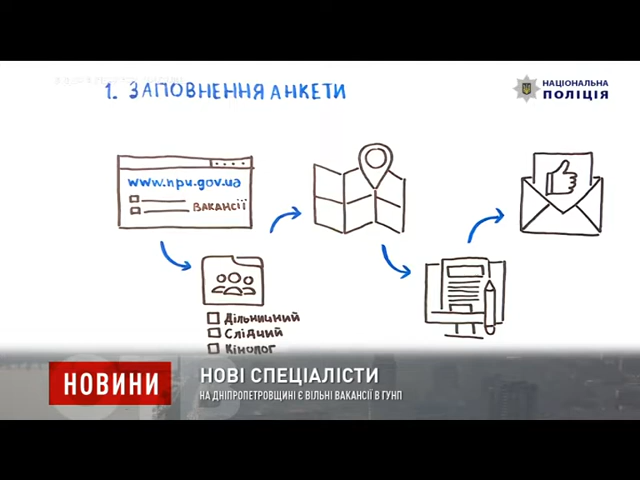 1. ЗАПОВНЕННЯ АНКЕТИ
НАЦІОНАЛЬНА
ПОЛІЦІЯ
www.npu.gov.ua
ВАКАНСІЇ
Дільничний
Слідчий
Кінолог
НОВИНИ
НОВІ СПЕЦІАЛІСТИ
НА ДНІПРОПЕТРОВЩИНІ Є ВІЛЬНІ ВАКАНСІЇ В ГУНП